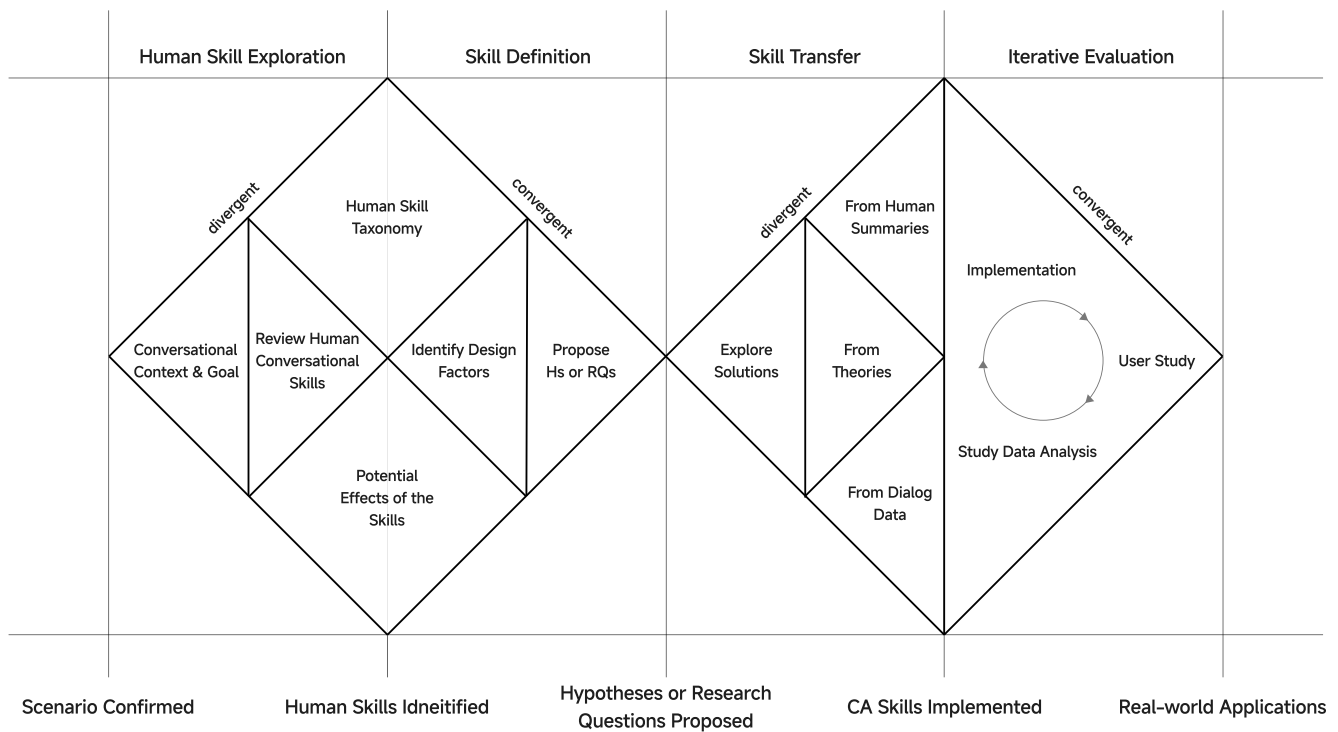 Human Skill Exploration
Skill Definition
Skill Transfer
Iterative Evaluation
divergent
convergent
divergent
convergent
Human Skill
Taxonomy
Conversational
Context & Goal
Review Human
Conversational
Skills
Identify Design
Factors
Propose
Hs or RQs
Potential
Effects of the
Skills
From Human
Summaries
Explore
Solutions
From
Theories
From Dialog
Data
Implementation
User Study
Study Data Analysis
Scenario Confirmed
Human Skills Idneitified
Hypotheses or Research
Questions Proposed
CA Skills Implemented
Real-world Applications